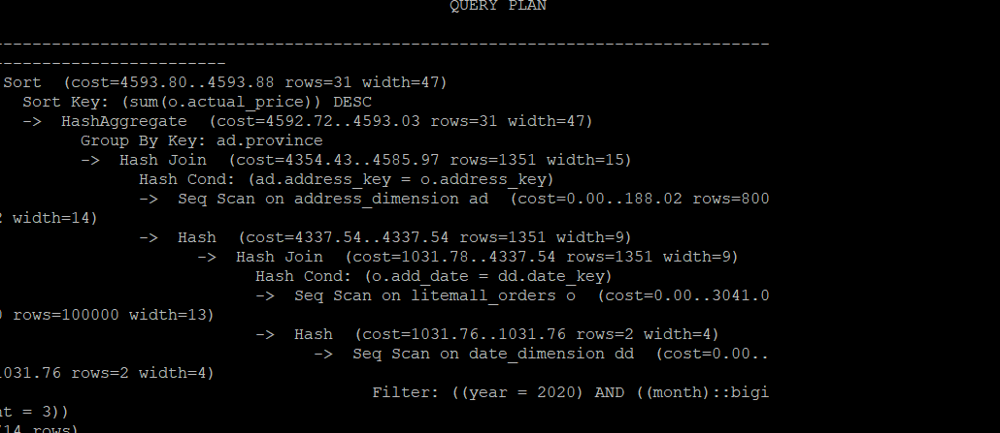 QUERY PLAN
--------------------------------------------------------------------------------
------------------------
Sort  (cost=4593.80..4593.88 rows=31 width=47)
Sort Key: (sum(o.actual_price)) DESC
->  HashAggregate  (cost=4592.72..4593.03 rows=31 width=47)
Group By Key: ad.province
->  Hash Join  (cost=4354.43..4585.97 rows=1351 width=15)
Hash Cond: (ad.address_key = o.address_key)
->  Seq Scan on address_dimension ad  (cost=0.00..188.02 rows=800
2 width=14)
->  Hash  (cost=4337.54..4337.54 rows=1351 width=9)
->  Hash Join  (cost=1031.78..4337.54 rows=1351 width=9)
Hash Cond: (o.add_date = dd.date_key)
->  Seq Scan on litemall_orders o  (cost=0.00..3041.0
0 rows=100000 width=13)
->  Hash  (cost=1031.76..1031.76 rows=2 width=4)
->  Seq Scan on date_dimension dd  (cost=0.00..
1031.76 rows=2 width=4)
Filter: ((year = 2020) AND ((month)::bigi
nt = 3))
(14 rows)